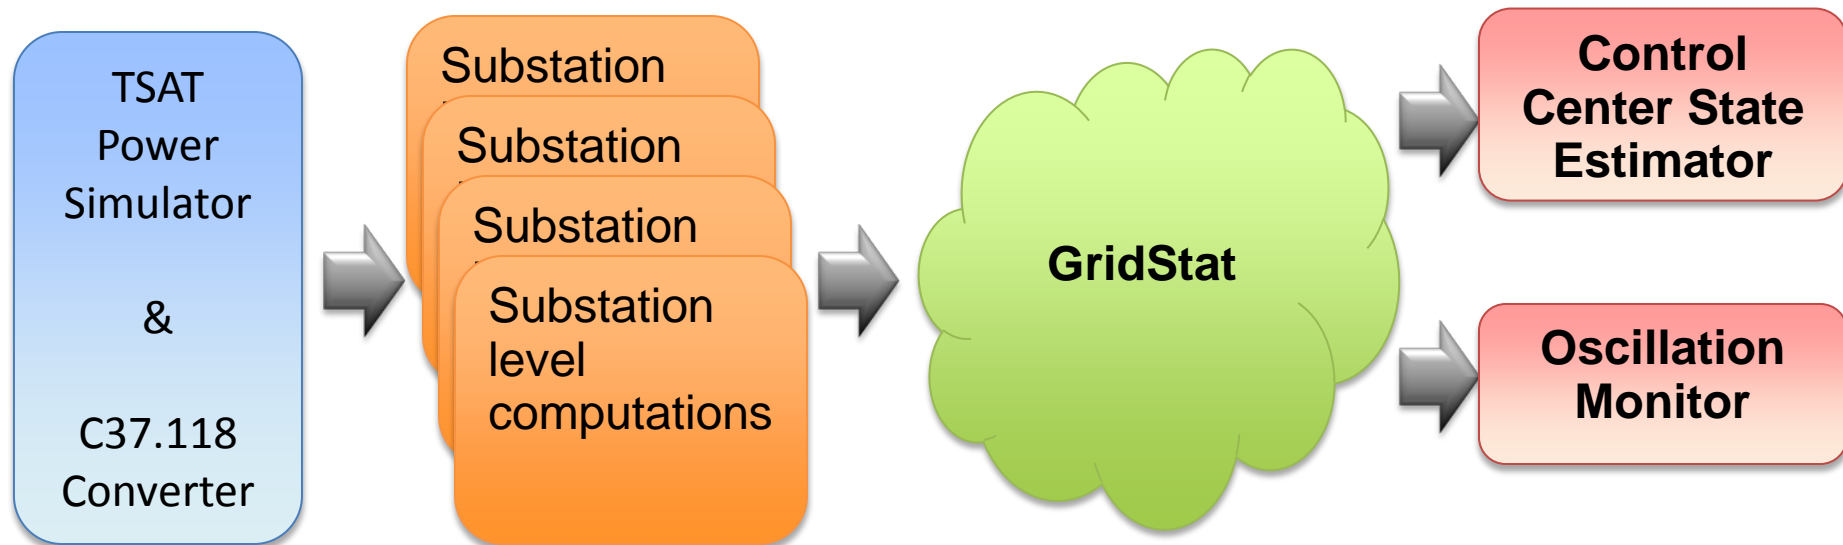 TSAT
Power
Simulator
&
C37.118
Converter
Substation
Substation
Substation
Substation
level
computations
GridStat
Control
Center State
Estimator
Oscillation
Monitor